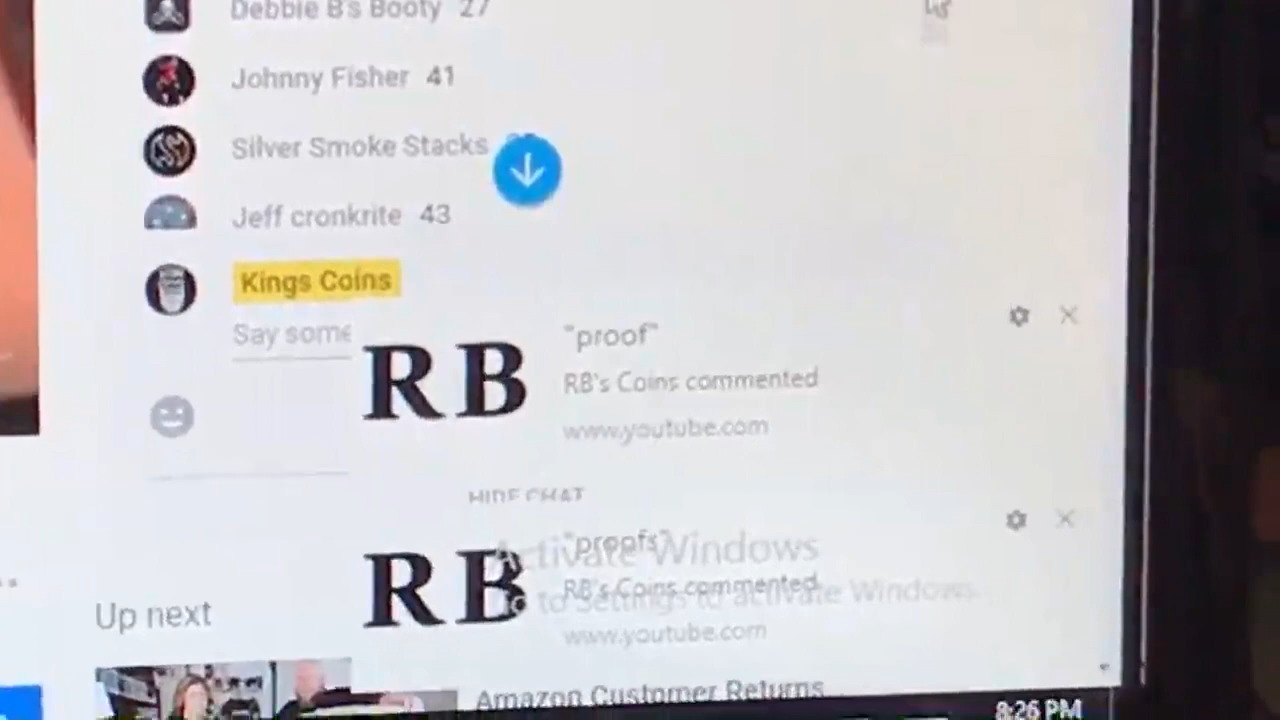 Debbie B's Booty 27
Johnny Fisher 41
Silver Smoke Stacks
Jeff cronkrite 43
Kings Coins
Say some
RB
"proof"
RB's Coins commented
www.youtube.com
HIDE CHAT
RB
"proofs"
Activate Windows
RB's Coins commented
to Settings to activate Windows.
www.youtube.com
Up next
Amazon Customer Returns
8:26 PM